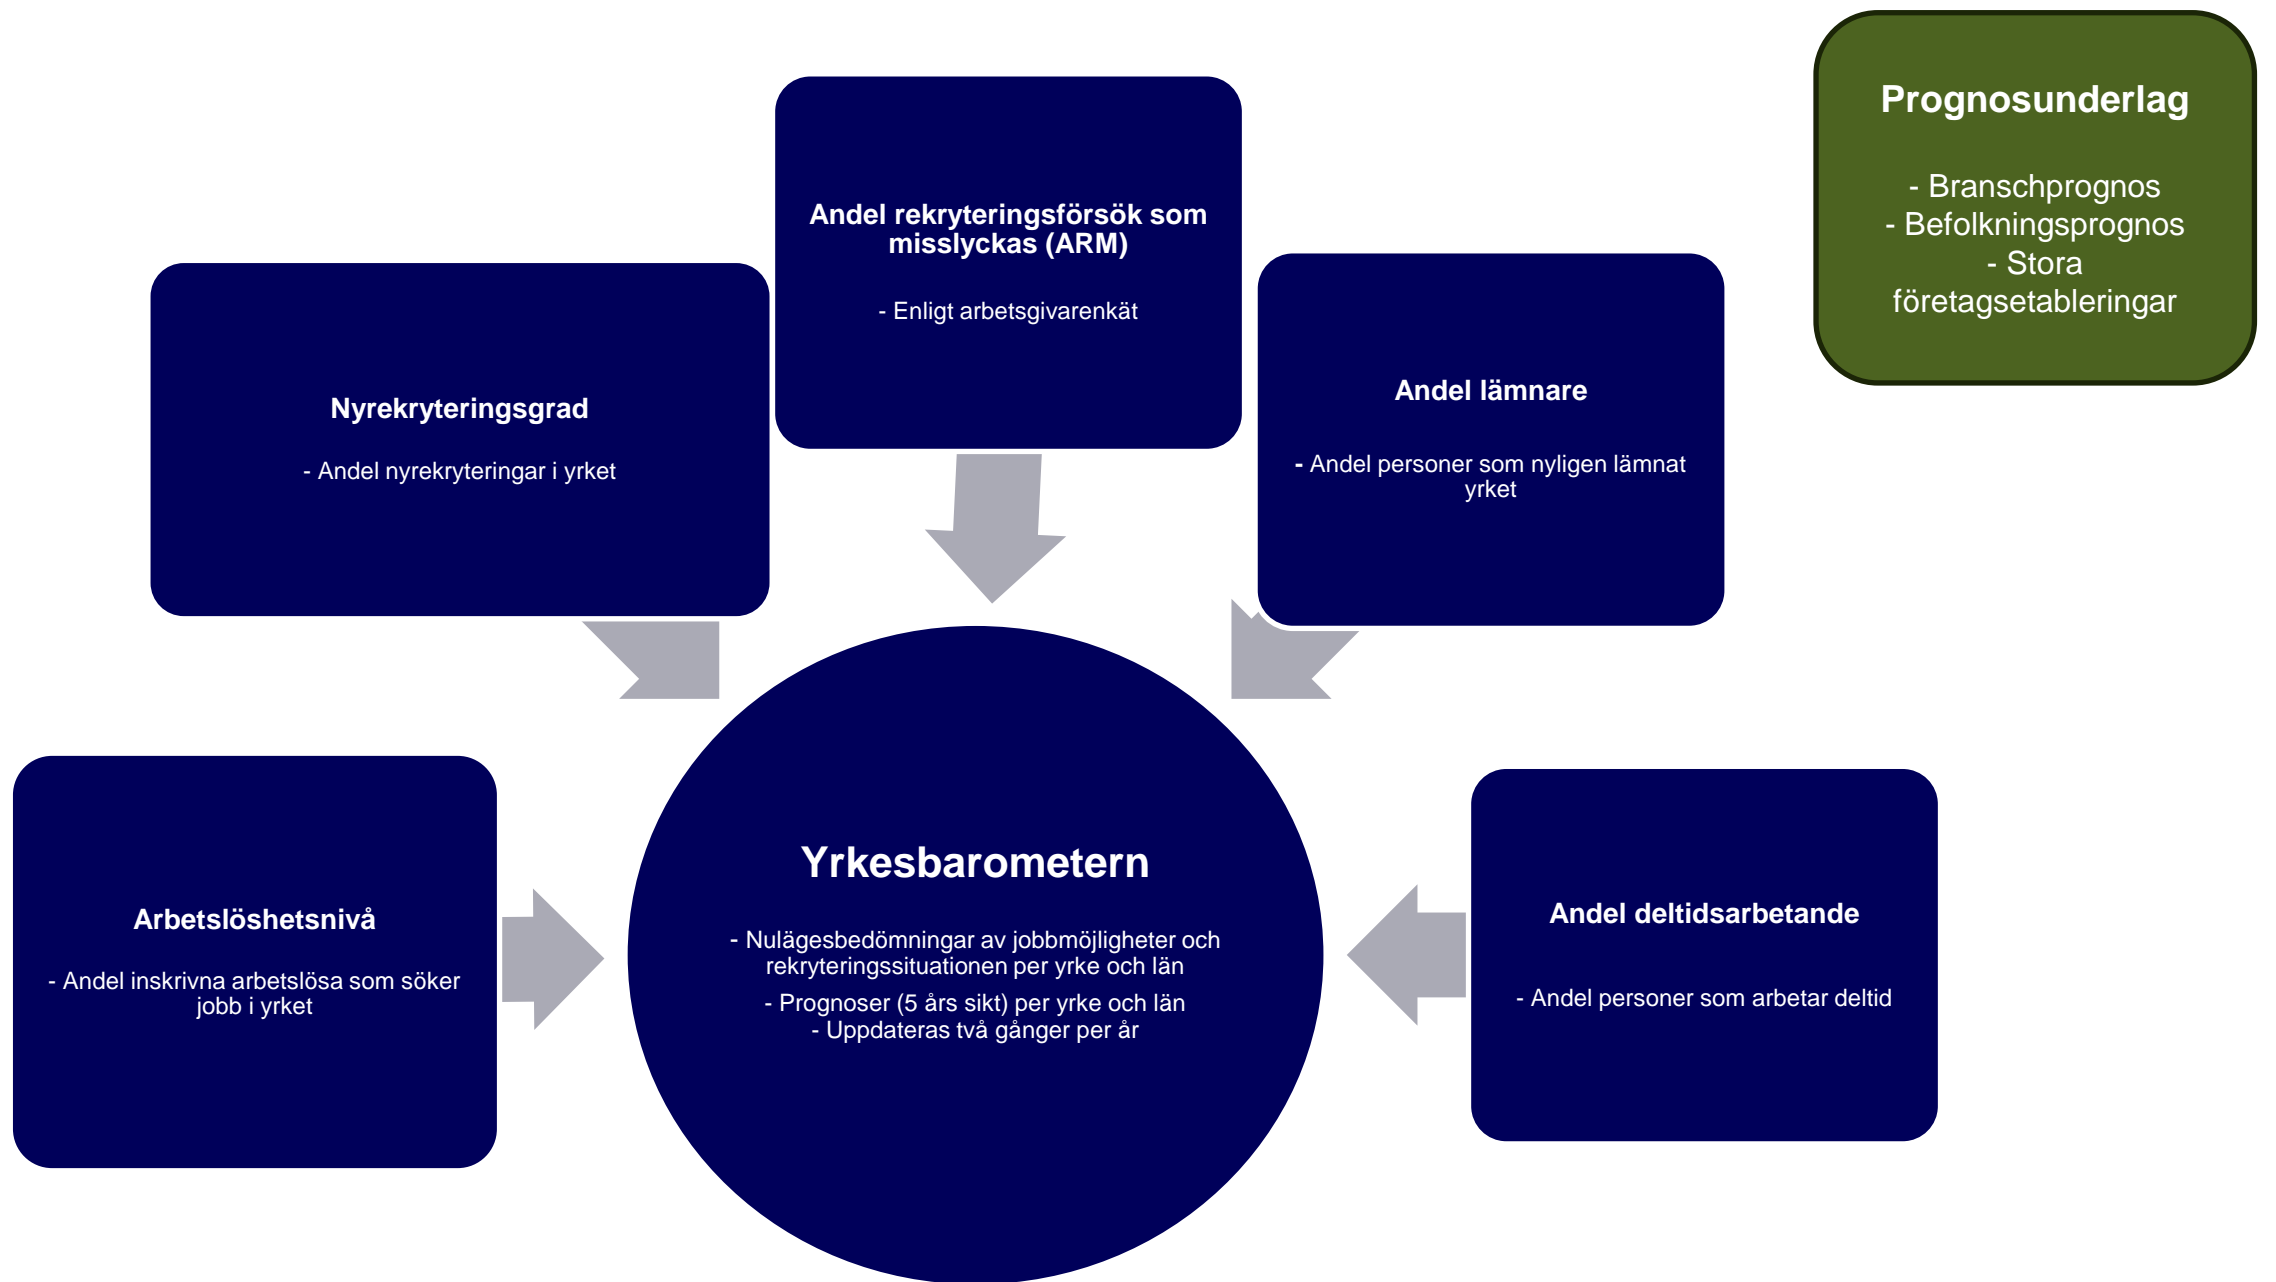 Prognosunderlag
- Branschprognos
- Befolkningsprognos
- Stora
företagsetableringar
Andel rekryteringsförsök som
misslyckas (ARM)
- Enligt arbetsgivarenkät
Nyrekryteringsgrad
- Andel nyrekryteringar i yrket
Andel lämnare
- Andel personer som nyligen lämnat
yrket
Arbetslöshetsnivå
- Andel inskrivna arbetslösa som söker
jobb i yrket
Yrkesbarometern
- Nulägesbedömningar av jobbmöjligheter och
rekryteringssituationen per yrke och län
- Prognoser (5 års sikt) per yrke och län
- Uppdateras två gånger per år
Andel deltidsarbetande
- Andel personer som arbetar deltid